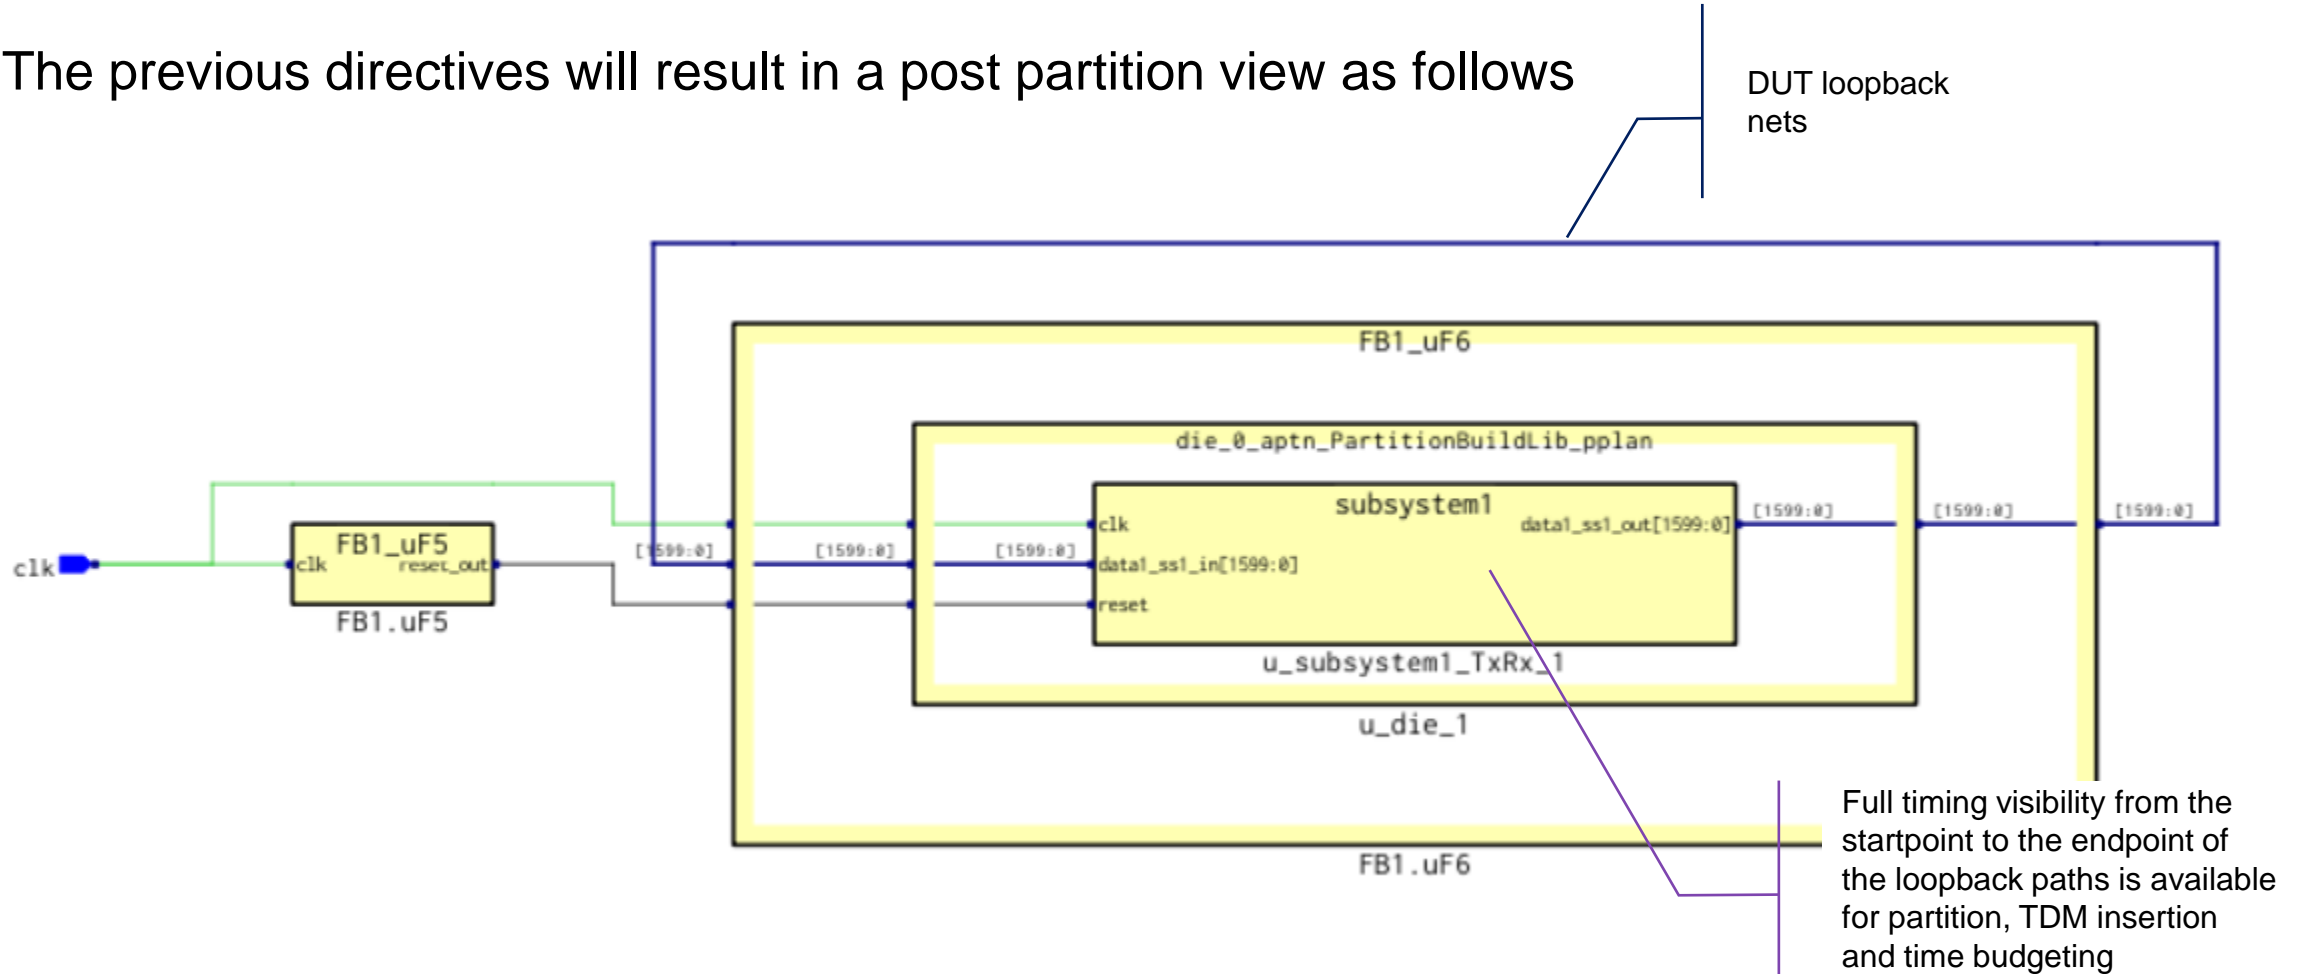 The previous directives will result in a post partition view as follows
DUT loopback
nets
FB1_uF6
die_0_aptn_PartitionBuildLib_pplan
subsystem1
clk
data1_ss1_out[1599:0]
[1599:0]
[1599:0]
[1599:0]
[1599:0]
[1599:0]
[1599:0]
data1_ss1_in[1599:0]
reset
clk
FB1_uF5
clk
reset_out
FB1.uF5
u_subsystem1_TxRx_1
u_die_1
FB1.uF6
Full timing visibility from the
startpoint to the endpoint of
the loopback paths is available
for partition, TDM insertion
and time budgeting